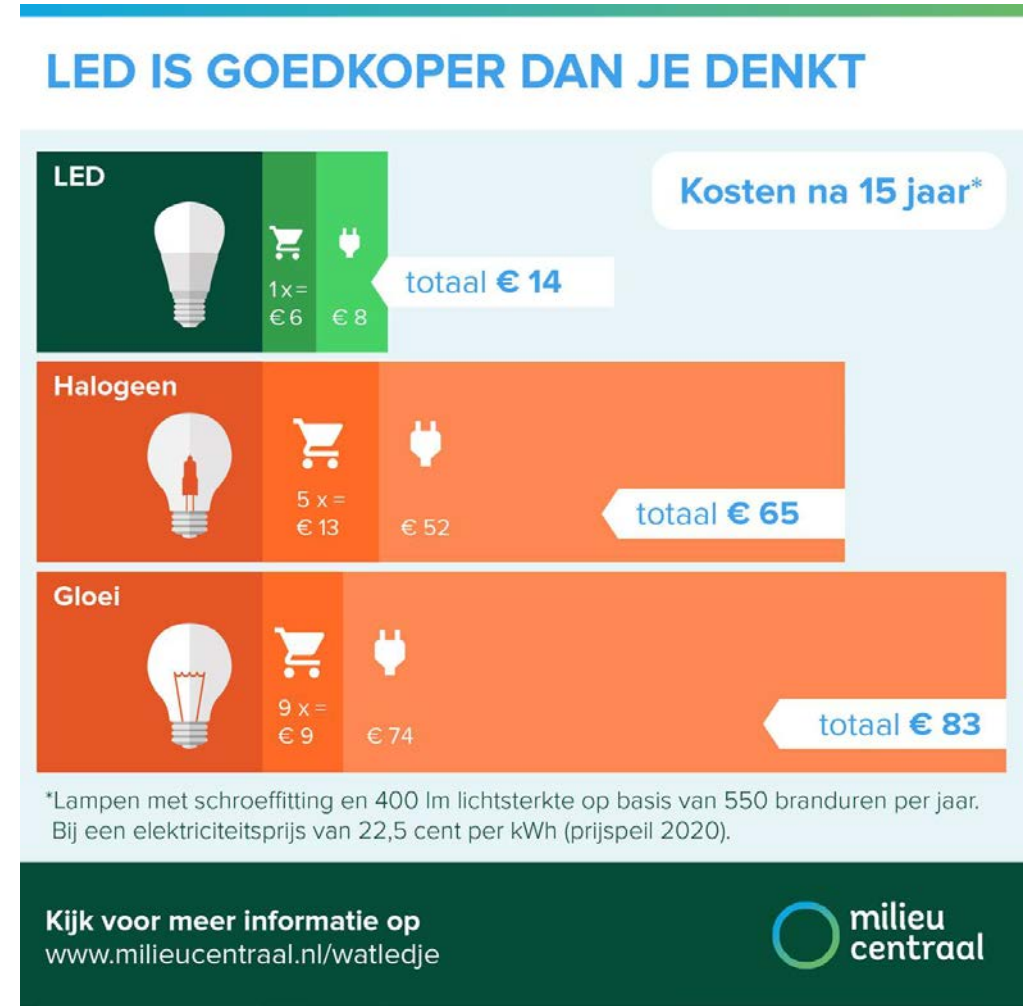 LED IS GOEDKOPER DAN JE DENKT
LED
Kosten na 15 jaar*
1x=
€ 6
€ 8
totaal € 14
Halogeen
5 x =
€ 13
€ 52
totaal € 65
Gloei
9 x =
€ 9
€ 74
totaal € 83
*Lampen met schroeffitting en 400 lm lichtsterkte op basis van 550 branduren per jaar.
Bij een elektriciteitsprijs van 22,5 cent per kWh (prijspeil 2020).
Kijk voor meer informatie op
www.milieucentraal.nl/watledje
milieu
centraal